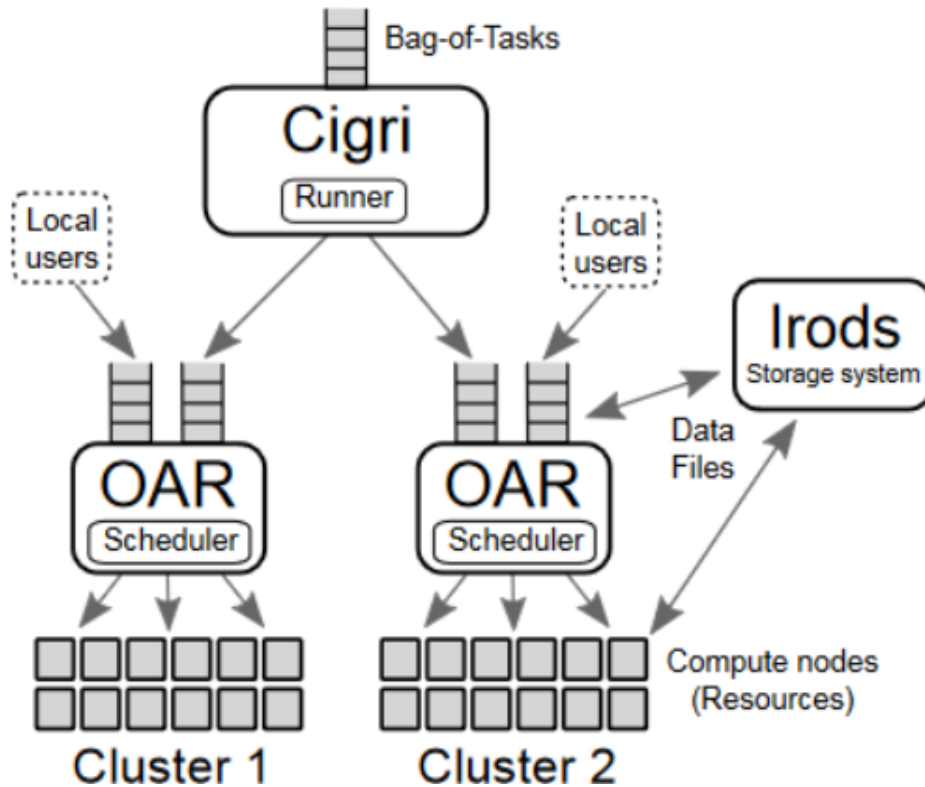 Bag-of-Tasks
Cigri
Runner
Local
users
Local
users
Irods
Storage system
Data
Files
OAR
Scheduler
OAR
Scheduler
Compute nodes
(Resources)
Cluster 1
Cluster 2